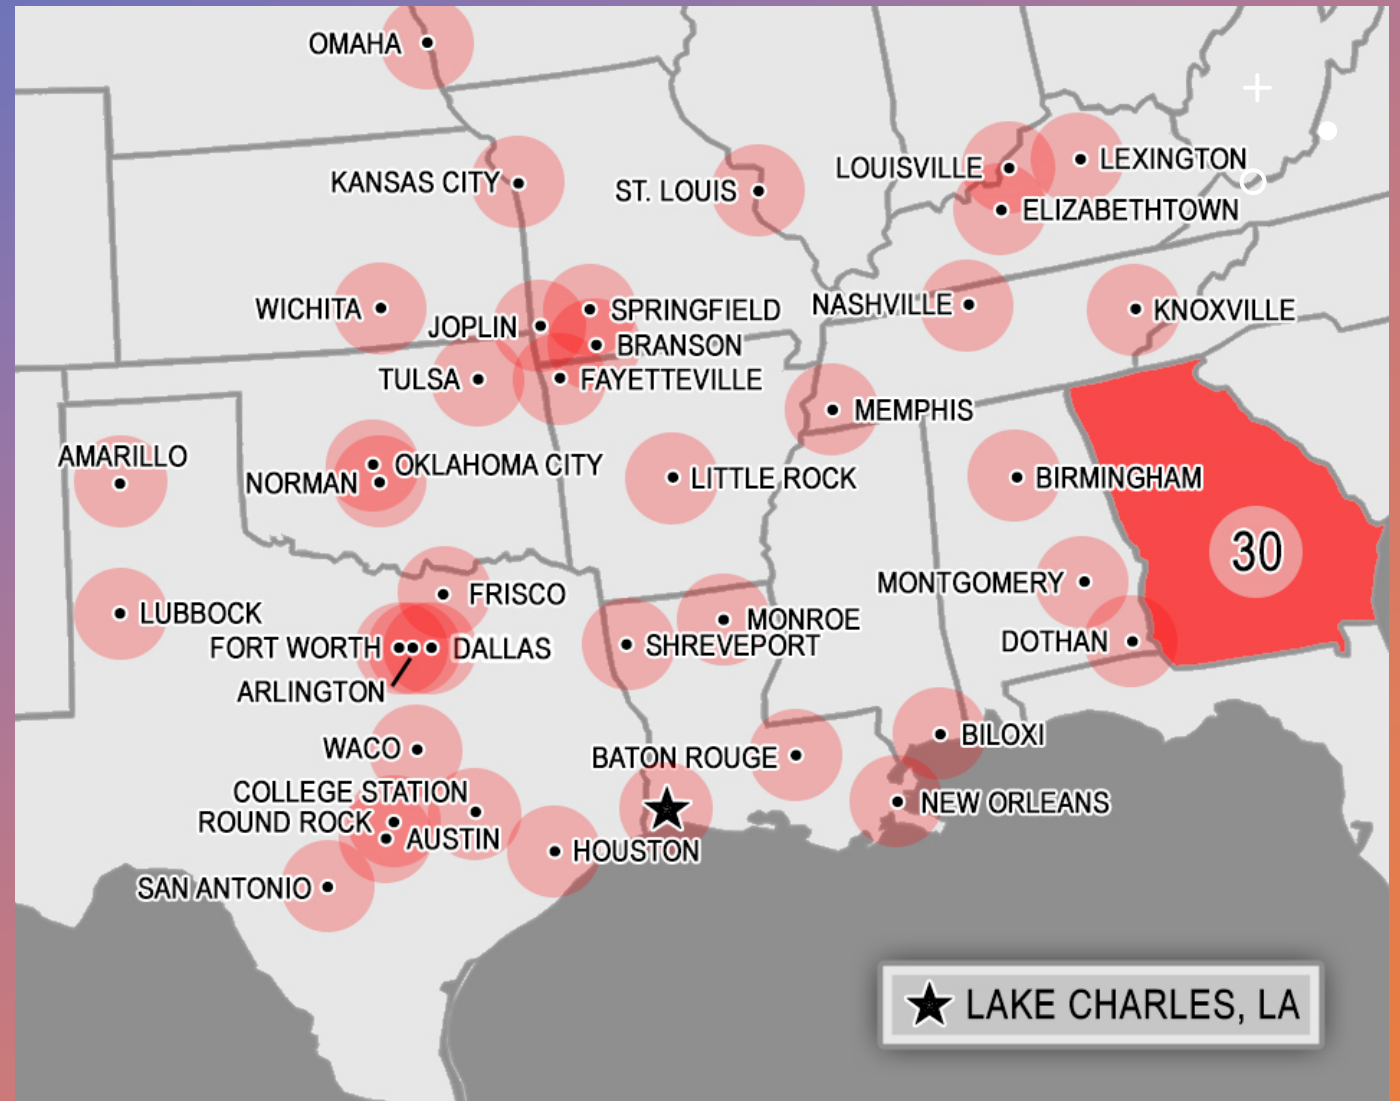 OMAHA
KANSAS CITY
ST. LOUIS
LOUISVILLE
LEXINGTON
ELIZABETHTOWN
WICHITA
JOPLIN
SPRINGFIELD
BRANSON
NASHVILLE
KNOXVILLE
TULSA
FAYETTEVILLE
MEMPHIS
AMARILLO
OKLAHOMA CITY
NORMAN
LITTLE ROCK
BIRMINGHAM
30
MONTGOMERY
FRISCO
LUBBOCK
MONROE
FORT WORTH
DALLAS
SHREVEPORT
DOTHAN
ARLINGTON
WACO
BATON ROUGE
BILOXI
COLLEGE STATION
ROUND ROCK
AUSTIN
NEW ORLEANS
HOUSTON
SAN ANTONIO
LAKE CHARLES, LA